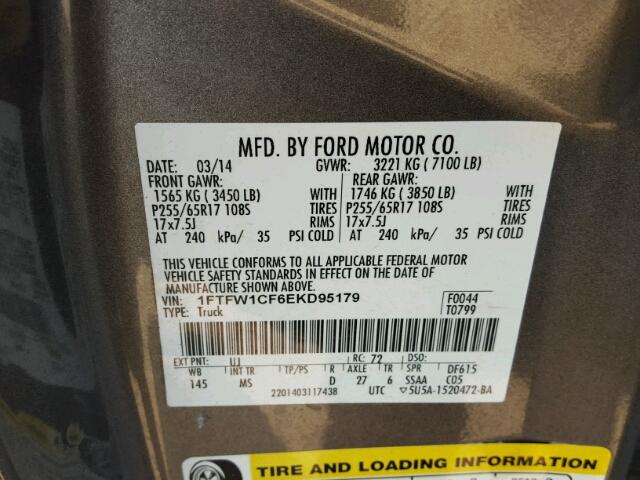 MFD. BY FORD MOTOR CO.
DATE: 03/14 GVWR: 3221 KG ( 7100 LB)
FRONT GAWR: REAR GAWR:
1565 KG ( 3450 LB) WITH 1746 KG ( 3850 LB) WITH
P255/65R17 108S TIRES P255/65R17 108S TIRES
17x7.5J RIMS 17x7.5J RIMS
AT 240 kPa/ 35 PSI COLD AT 240 kPa/ 35 PSI COLD
THIS VEHICLE CONFORMS TO ALL APPLICABLE FEDERAL MOTOR
VEHICLE SAFETY STANDARDS IN EFFECT ON THE DATE OF
MANUFACTURE SHOWN ABOVE.
VIN: 1FTFW1CF6EKD95179 F0044
TYPE: Truck T0799
EXT PNT: UJ RC: 72 DSO:
WB INT TR TP/PS R AXLE TR SPR DF615
145 MS D 27 6 SSAA C05
2201403117438 UTC ▽5U5A-1520472-BA
TIRE AND LOADING INFORMATION